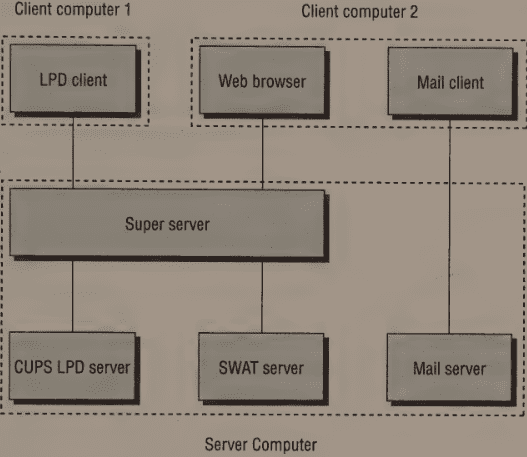 Client computer 1
Client computer 2
LPD client
Web browser
Mail client
Super server
CUPS LPD server
SWAT server
Mail server
Server Computer